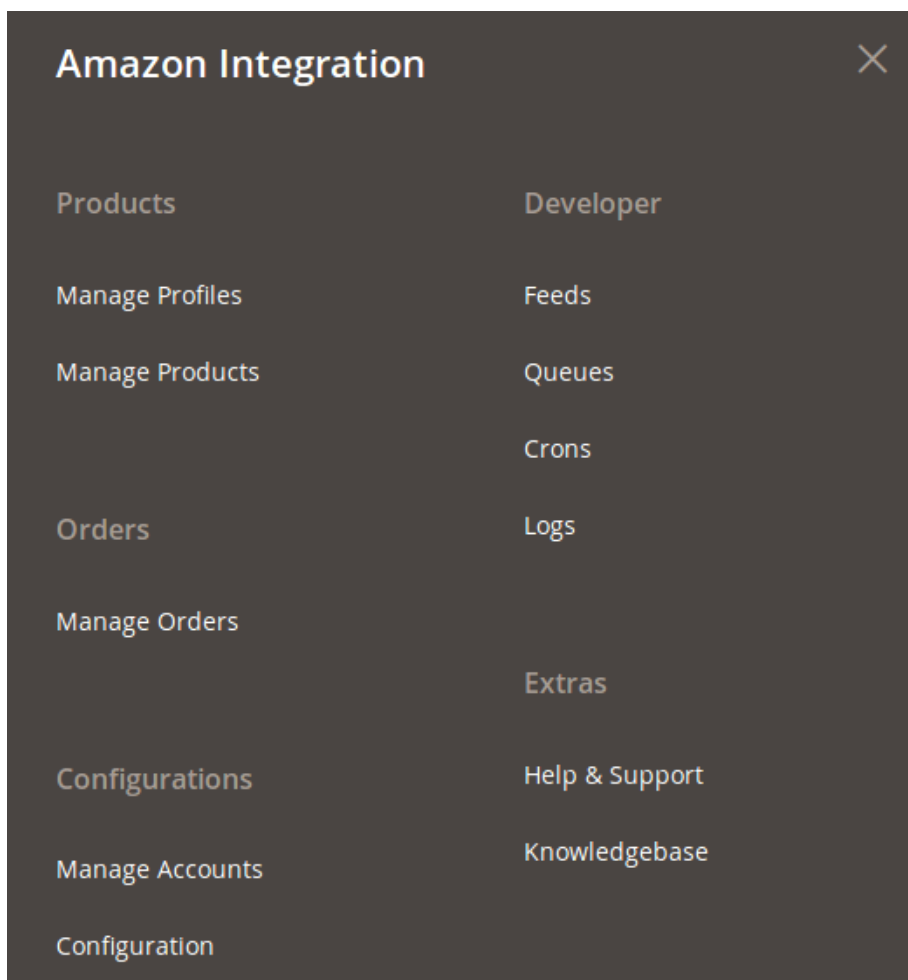 Amazon Integration
Products
Manage Profiles
Manage Products
Orders
Manage Orders
Configurations
Manage Accounts
Configuration
Developer
Feeds
Queues
Crons
Logs
Extras
Help & Support
Knowledgebase